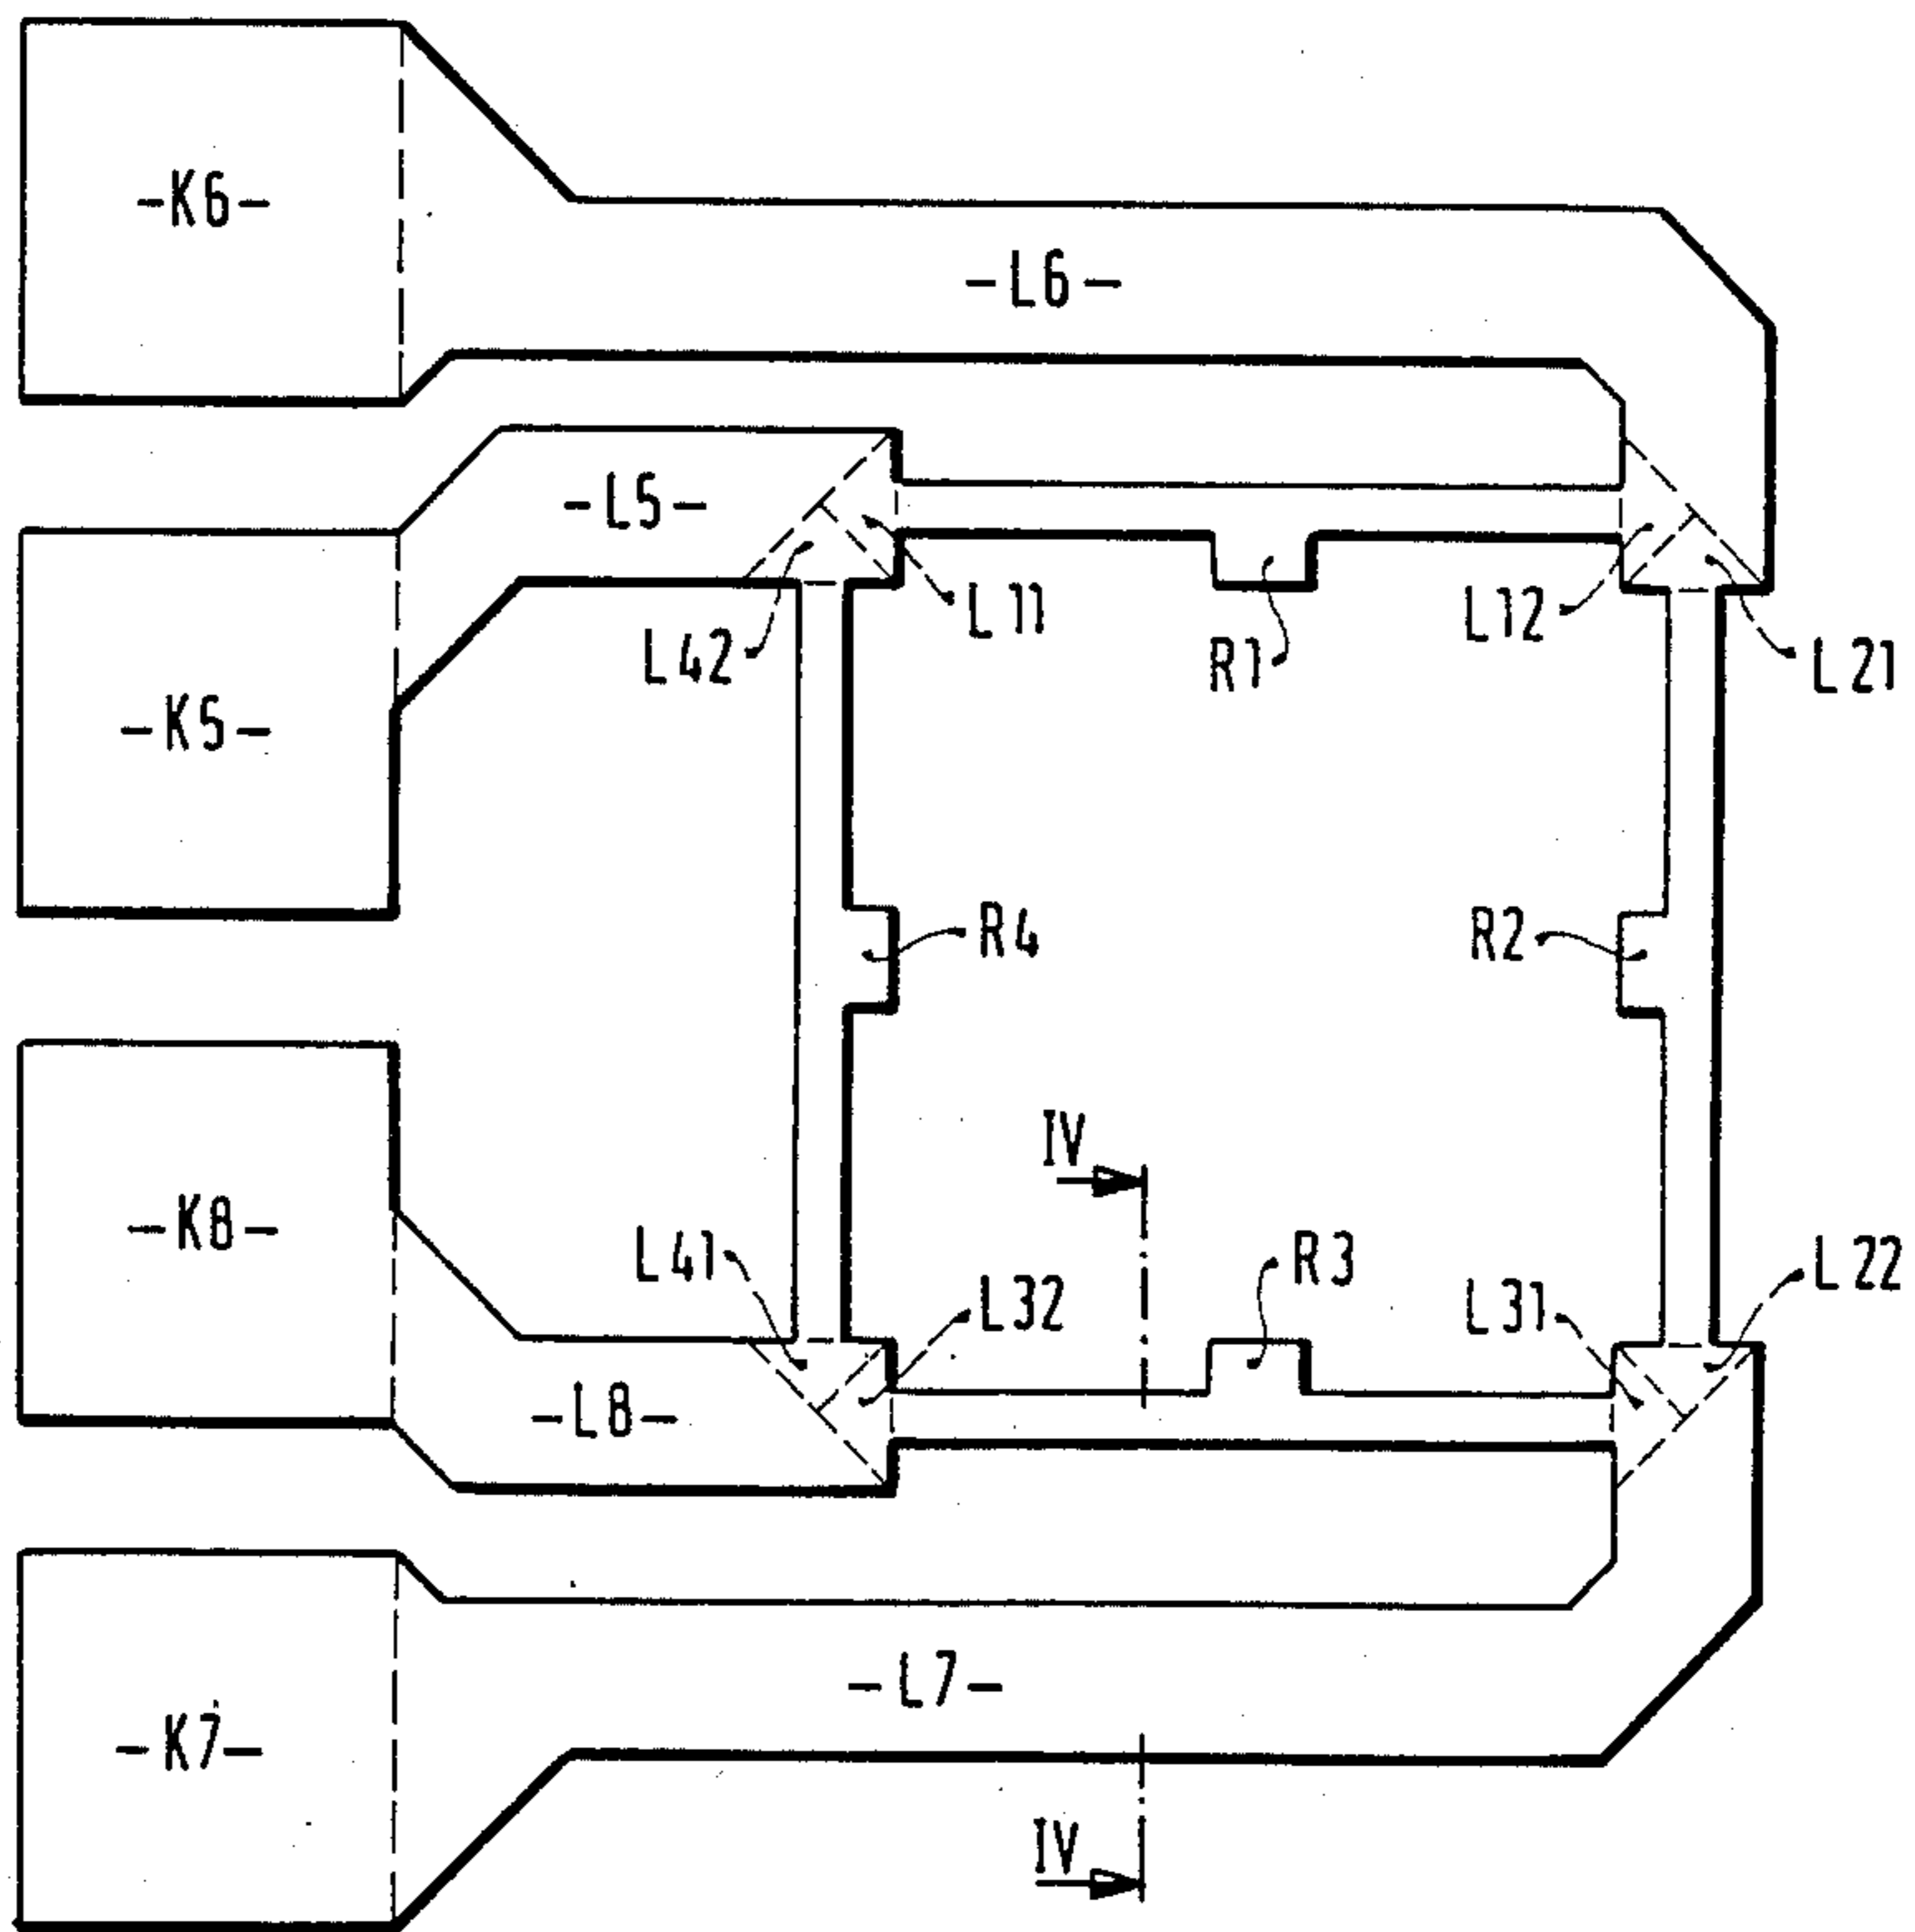 -K6-
-L6-
-L5-
L11
L12
L42
R1
L21
-K5-
R4
R2
IV
-K8-
L41
R3
L22
L32
L31
-L8-
-L7-
-K7-
IV